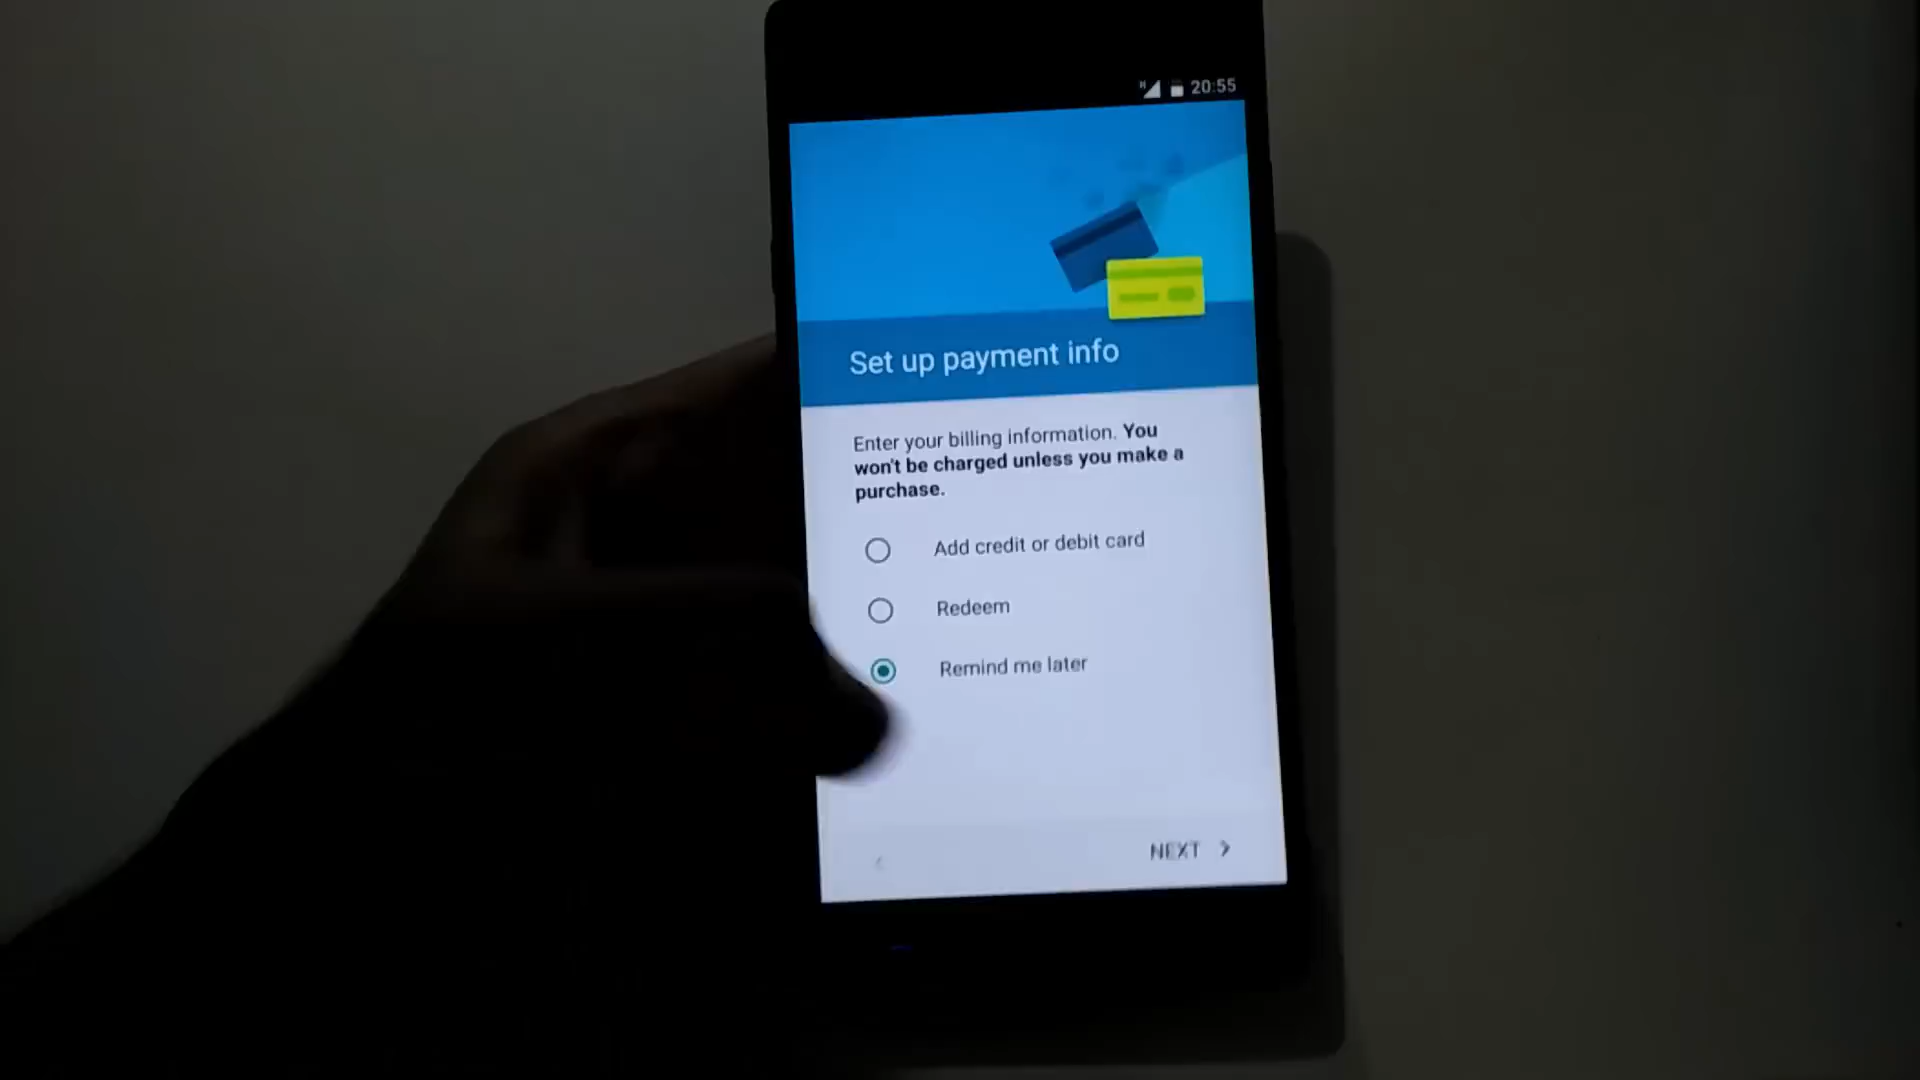 20:55
Set up payment info
Enter your billing information. You
won't be charged unless you make a
purchase.
Add credit or debit card
Redeem
Remind me later
NEXT